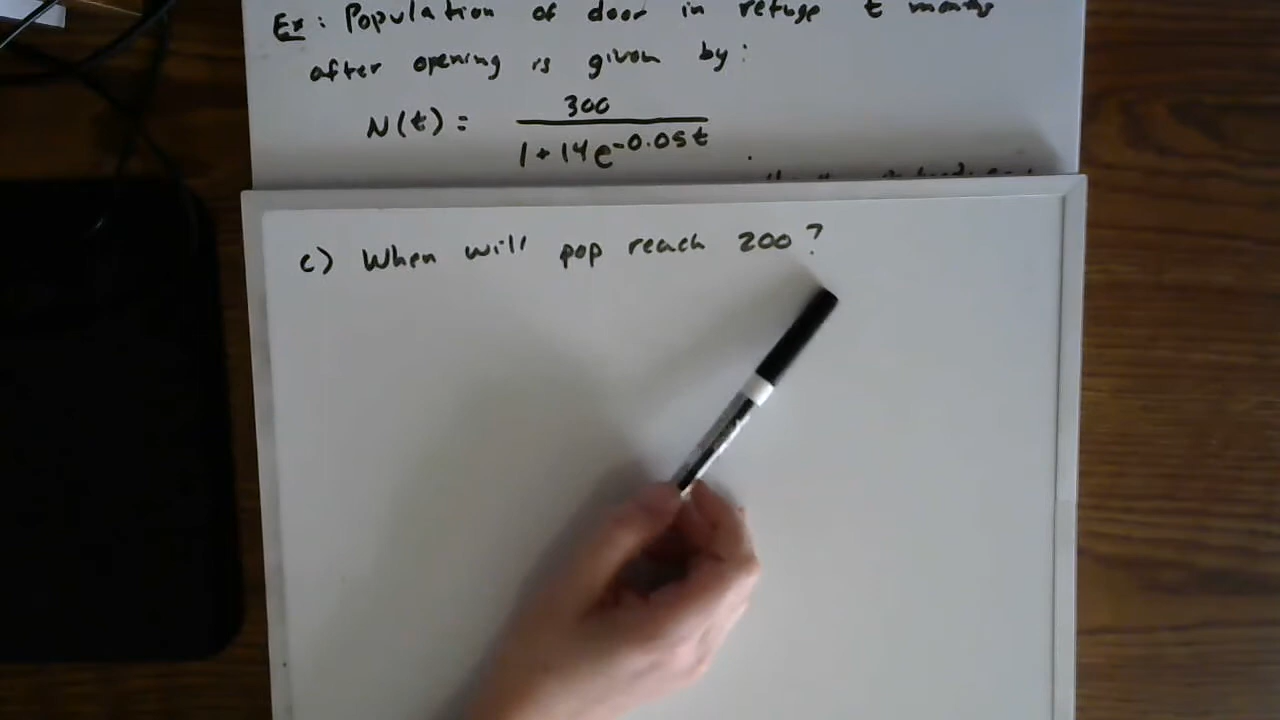 Ex: Population of deer in refuge t months
after opening is given by:
N(t) = 300 / (1 + 14e^-0.05t)
c) When will pop reach 200?